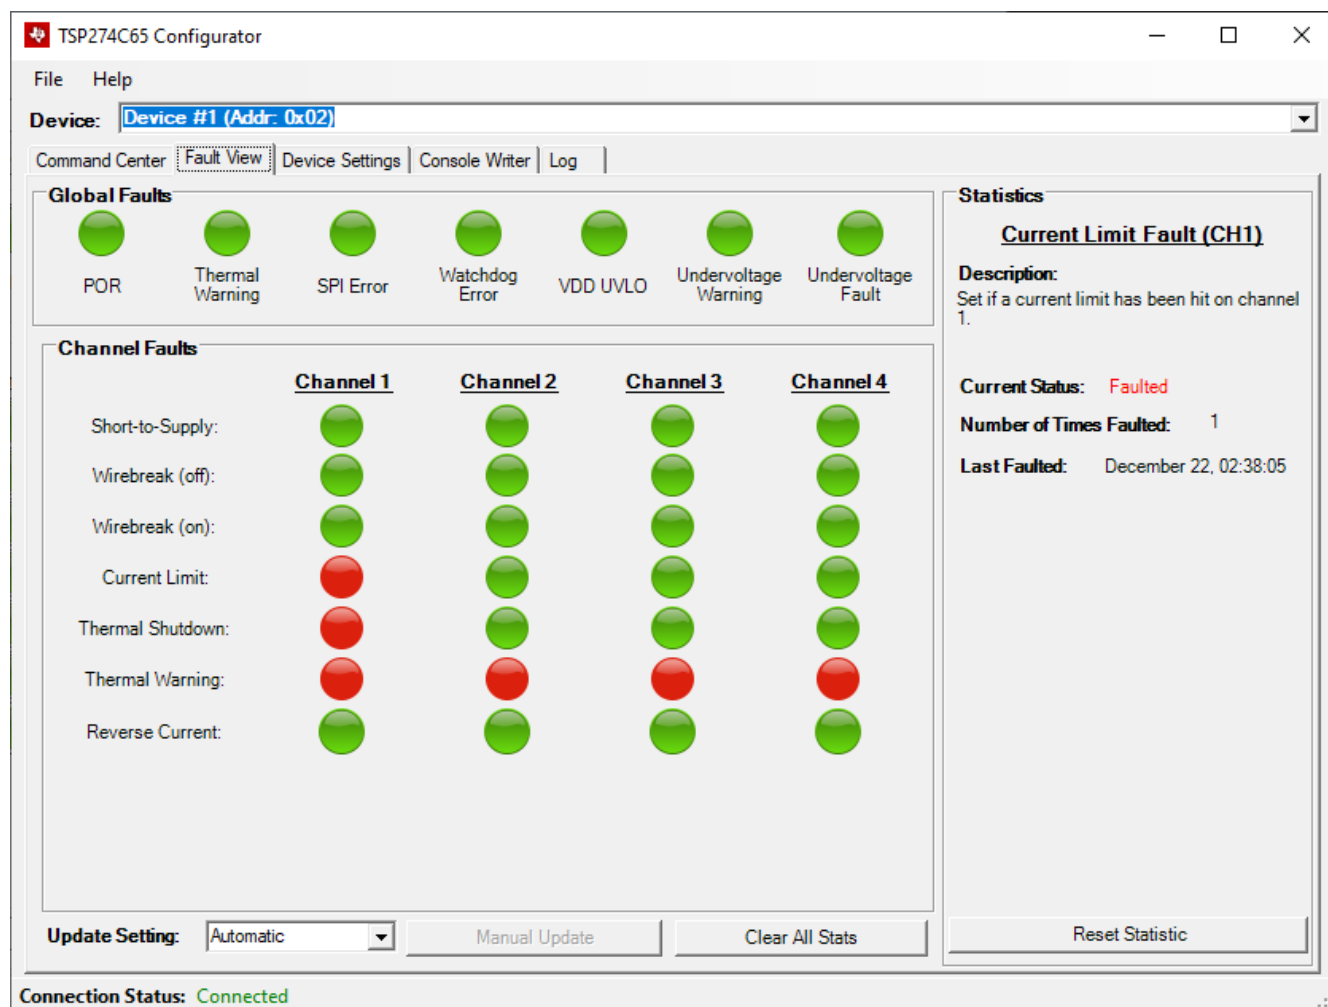 TSP274C65 Configurator
File Help
Device: Device #1 (Addr: 0x02)
Command Center Fault View Device Settings Console Writer Log
Global Faults
POR
Thermal
Warning
SPI Error
Watchdog
Error
VDD UVLO
Undervoltage
Warning
Undervoltage
Fault
Channel Faults
Channel 1 Channel 2 Channel 3 Channel 4
Short-to-Supply:
Wirebreak (off):
Wirebreak (on):
Current Limit:
Thermal Shutdown:
Thermal Warning:
Reverse Current:
Update Setting: Automatic Manual Update Clear All Stats
Statistics
Current Limit Fault (CH1)
Description:
Set if a current limit has been hit on channel
1.
Current Status: Faulted
Number of Times Faulted: 1
Last Faulted: December 22, 02:38:05
Reset Statistic
Connection Status: Connected